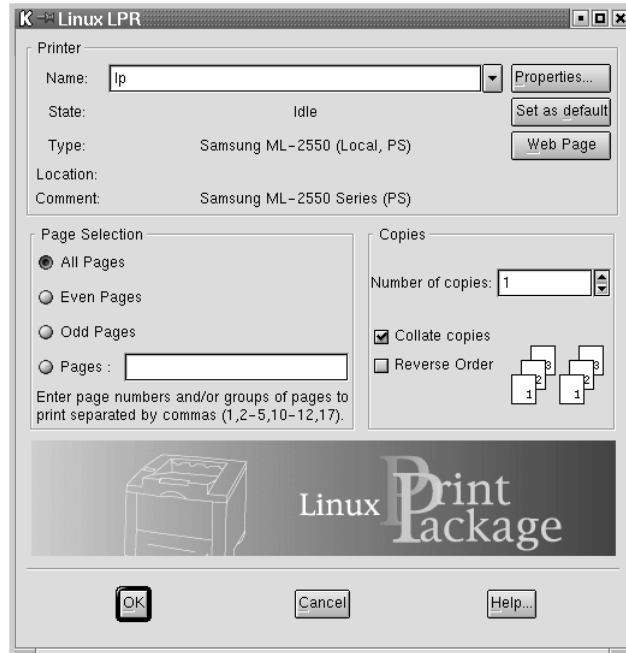 Linux LPR
Printer
Name: lp Properties...
State: Idle Set as default
Type: Samsung ML-2550 (Local, PS) Web Page
Location:
Comment: Samsung ML-2550 Series (PS)
Page Selection
All Pages
Even Pages
Odd Pages
Pages :
Enter page numbers and/or groups of pages to
print separated by commas (1,2-5,10-12,17).
Copies
Number of copies: 1
Collate copies
Reverse Order
3 3
2 2
1 1
Linux Print
Package
OK Cancel Help...